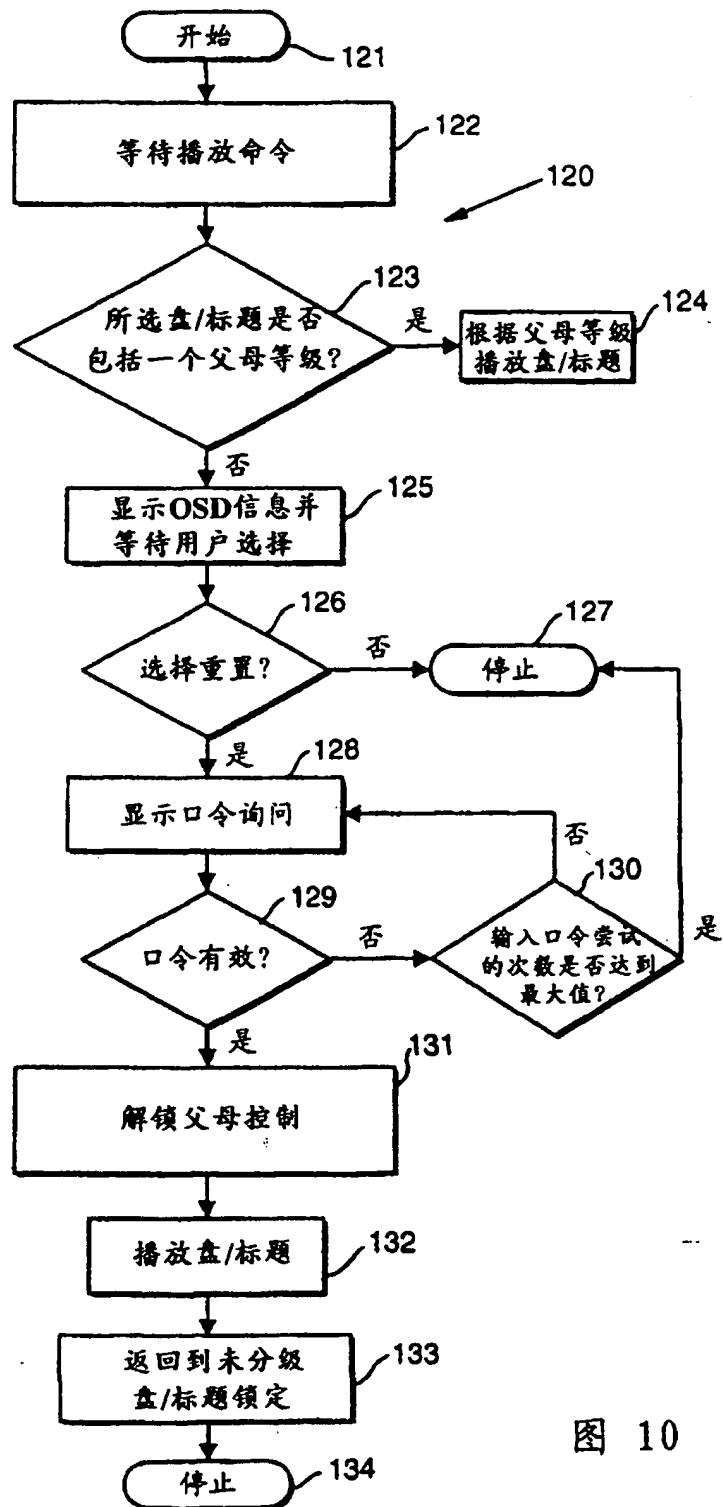 开始
121
等待播放命令
122
120
所选盘/标题是否
包括一个父母等级?
123
是
根据父母等级
播放盘/标题
124
否
显示OSD信息并
等待用户选择
125
选择重置?
126
否
停止
127
是
显示口令询问
128
否
口令有效?
129
否
输入口令尝试
的次数是否达到
最大值?
130
是
是
解锁父母控制
131
播放盘/标题
132
返回到未分级
盘/标题锁定
133
停止
134
图 10